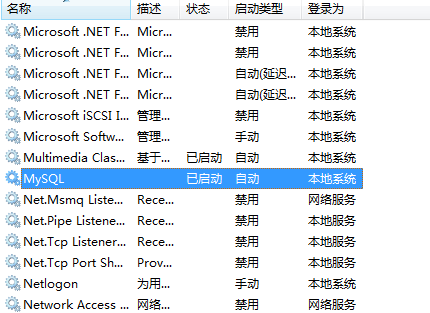 名称 描述 状态 启动类型 登录为
Microsoft .NET F... Micr... 禁用 本地系统
Microsoft .NET F... Micr... 禁用 本地系统
Microsoft .NET F... Micr... 自动(延迟... 本地系统
Microsoft .NET F... Micr... 自动(延迟... 本地系统
Microsoft iSCSI I... 管理... 禁用 本地系统
Microsoft Softw... 管理... 手动 本地系统
Multimedia Clas... 基于... 已启动 自动 本地系统
MySQL 已启动 自动 本地系统
Net.Msmq Liste... Rece... 禁用 网络服务
Net.Pipe Listene... Rece... 禁用 本地服务
Net.Tcp Listener... Rece... 禁用 本地服务
Net.Tcp Port Sh... Prov... 禁用 本地服务
Netlogon 为用... 手动 本地系统
Network Access ... 网络... 禁用 网络服务